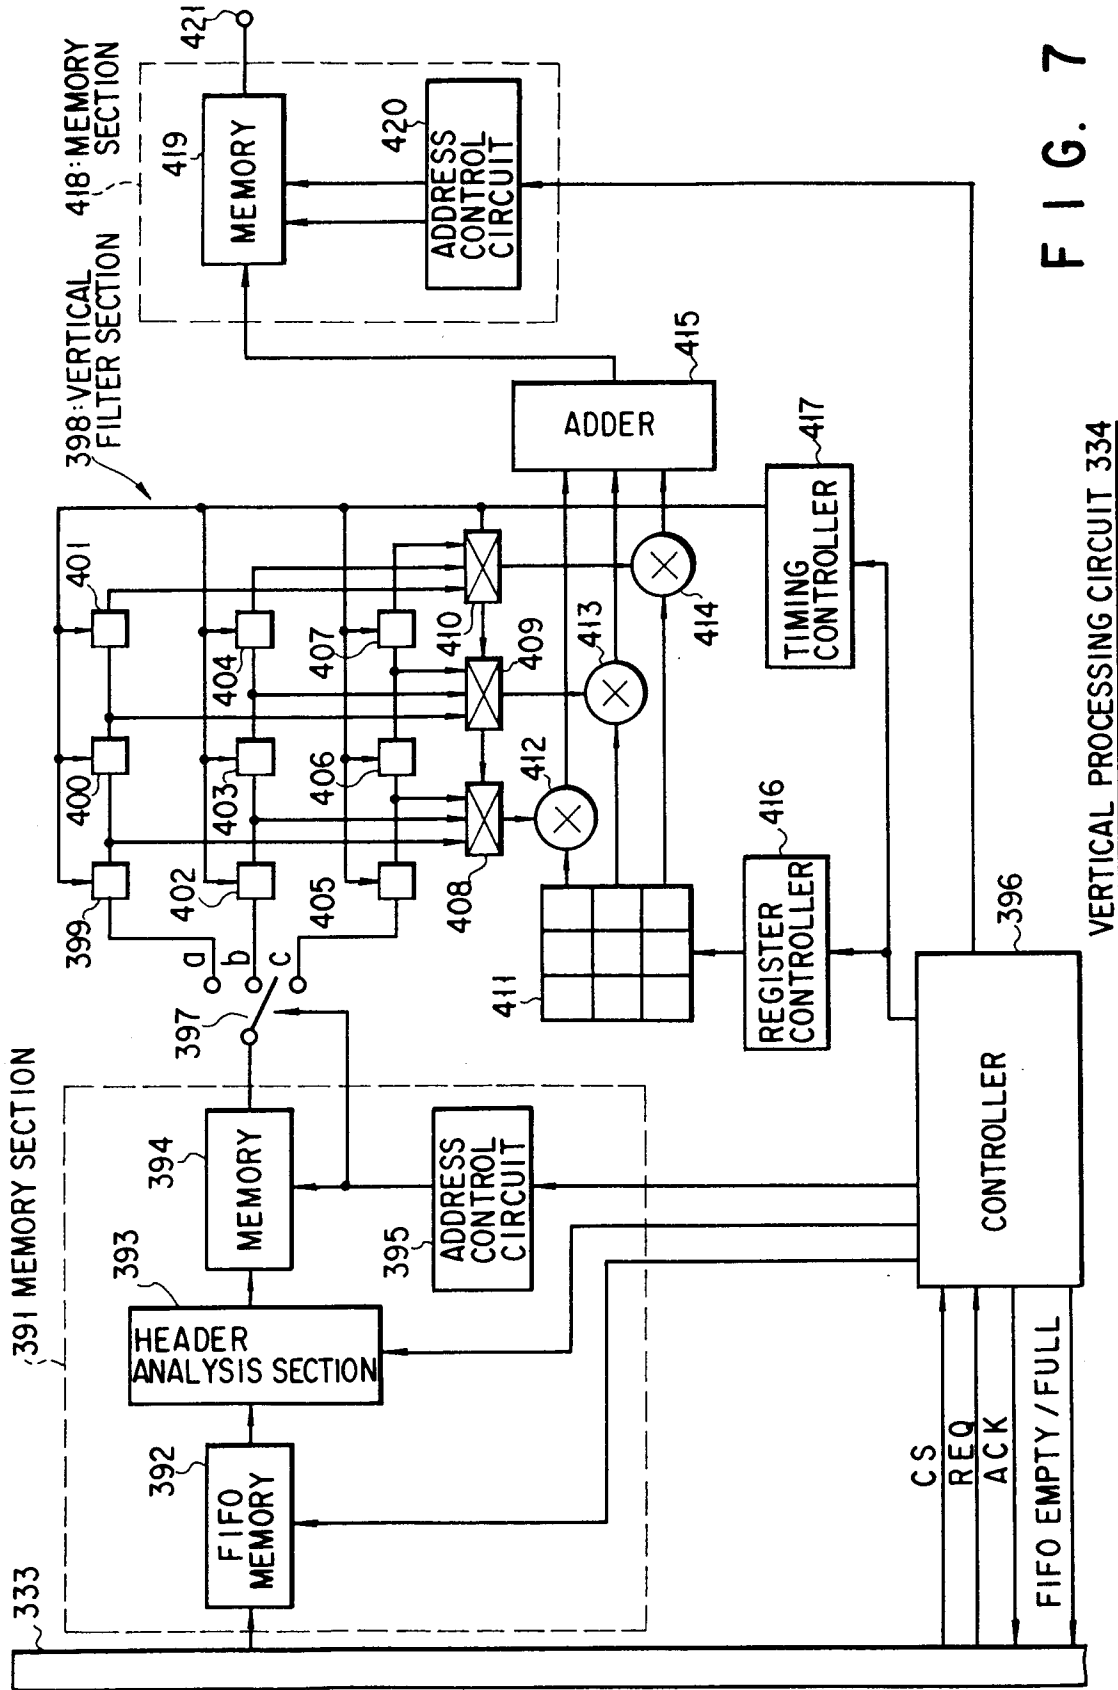 391 MEMORY SECTION
398:VERTICAL
FILTER SECTION
418:MEMORY
SECTION
333
392
FIFO
MEMORY
393
HEADER
ANALYSIS SECTION
394
MEMORY
395
ADDRESS
CONTROL
CIRCUIT
397
a
b
c
399
400
401
402
403
404
405
406
407
408
409
410
411
412
413
414
ADDER
415
REGISTER
CONTROLLER
416
TIMING
CONTROLLER
417
MEMORY
419
ADDRESS
CONTROL
CIRCUIT
420
421
CONTROLLER
396
CS
REQ
ACK
FIFO EMPTY/FULL
VERTICAL PROCESSING CIRCUIT 334
FIG. 7